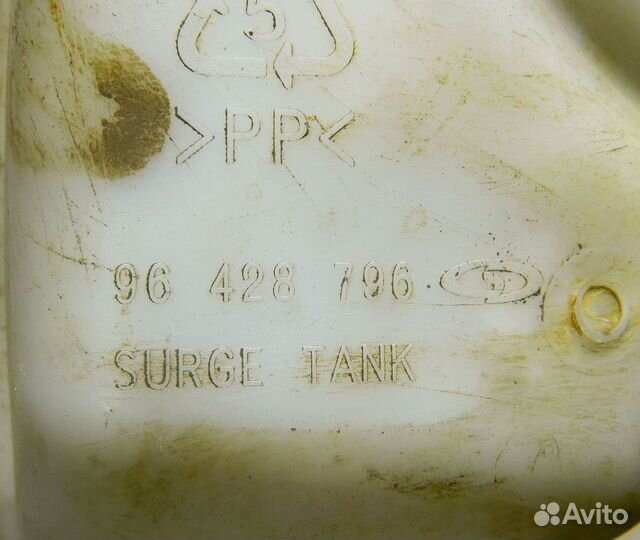 5
>PP<
96 428 796
SURGE TANK
Avito